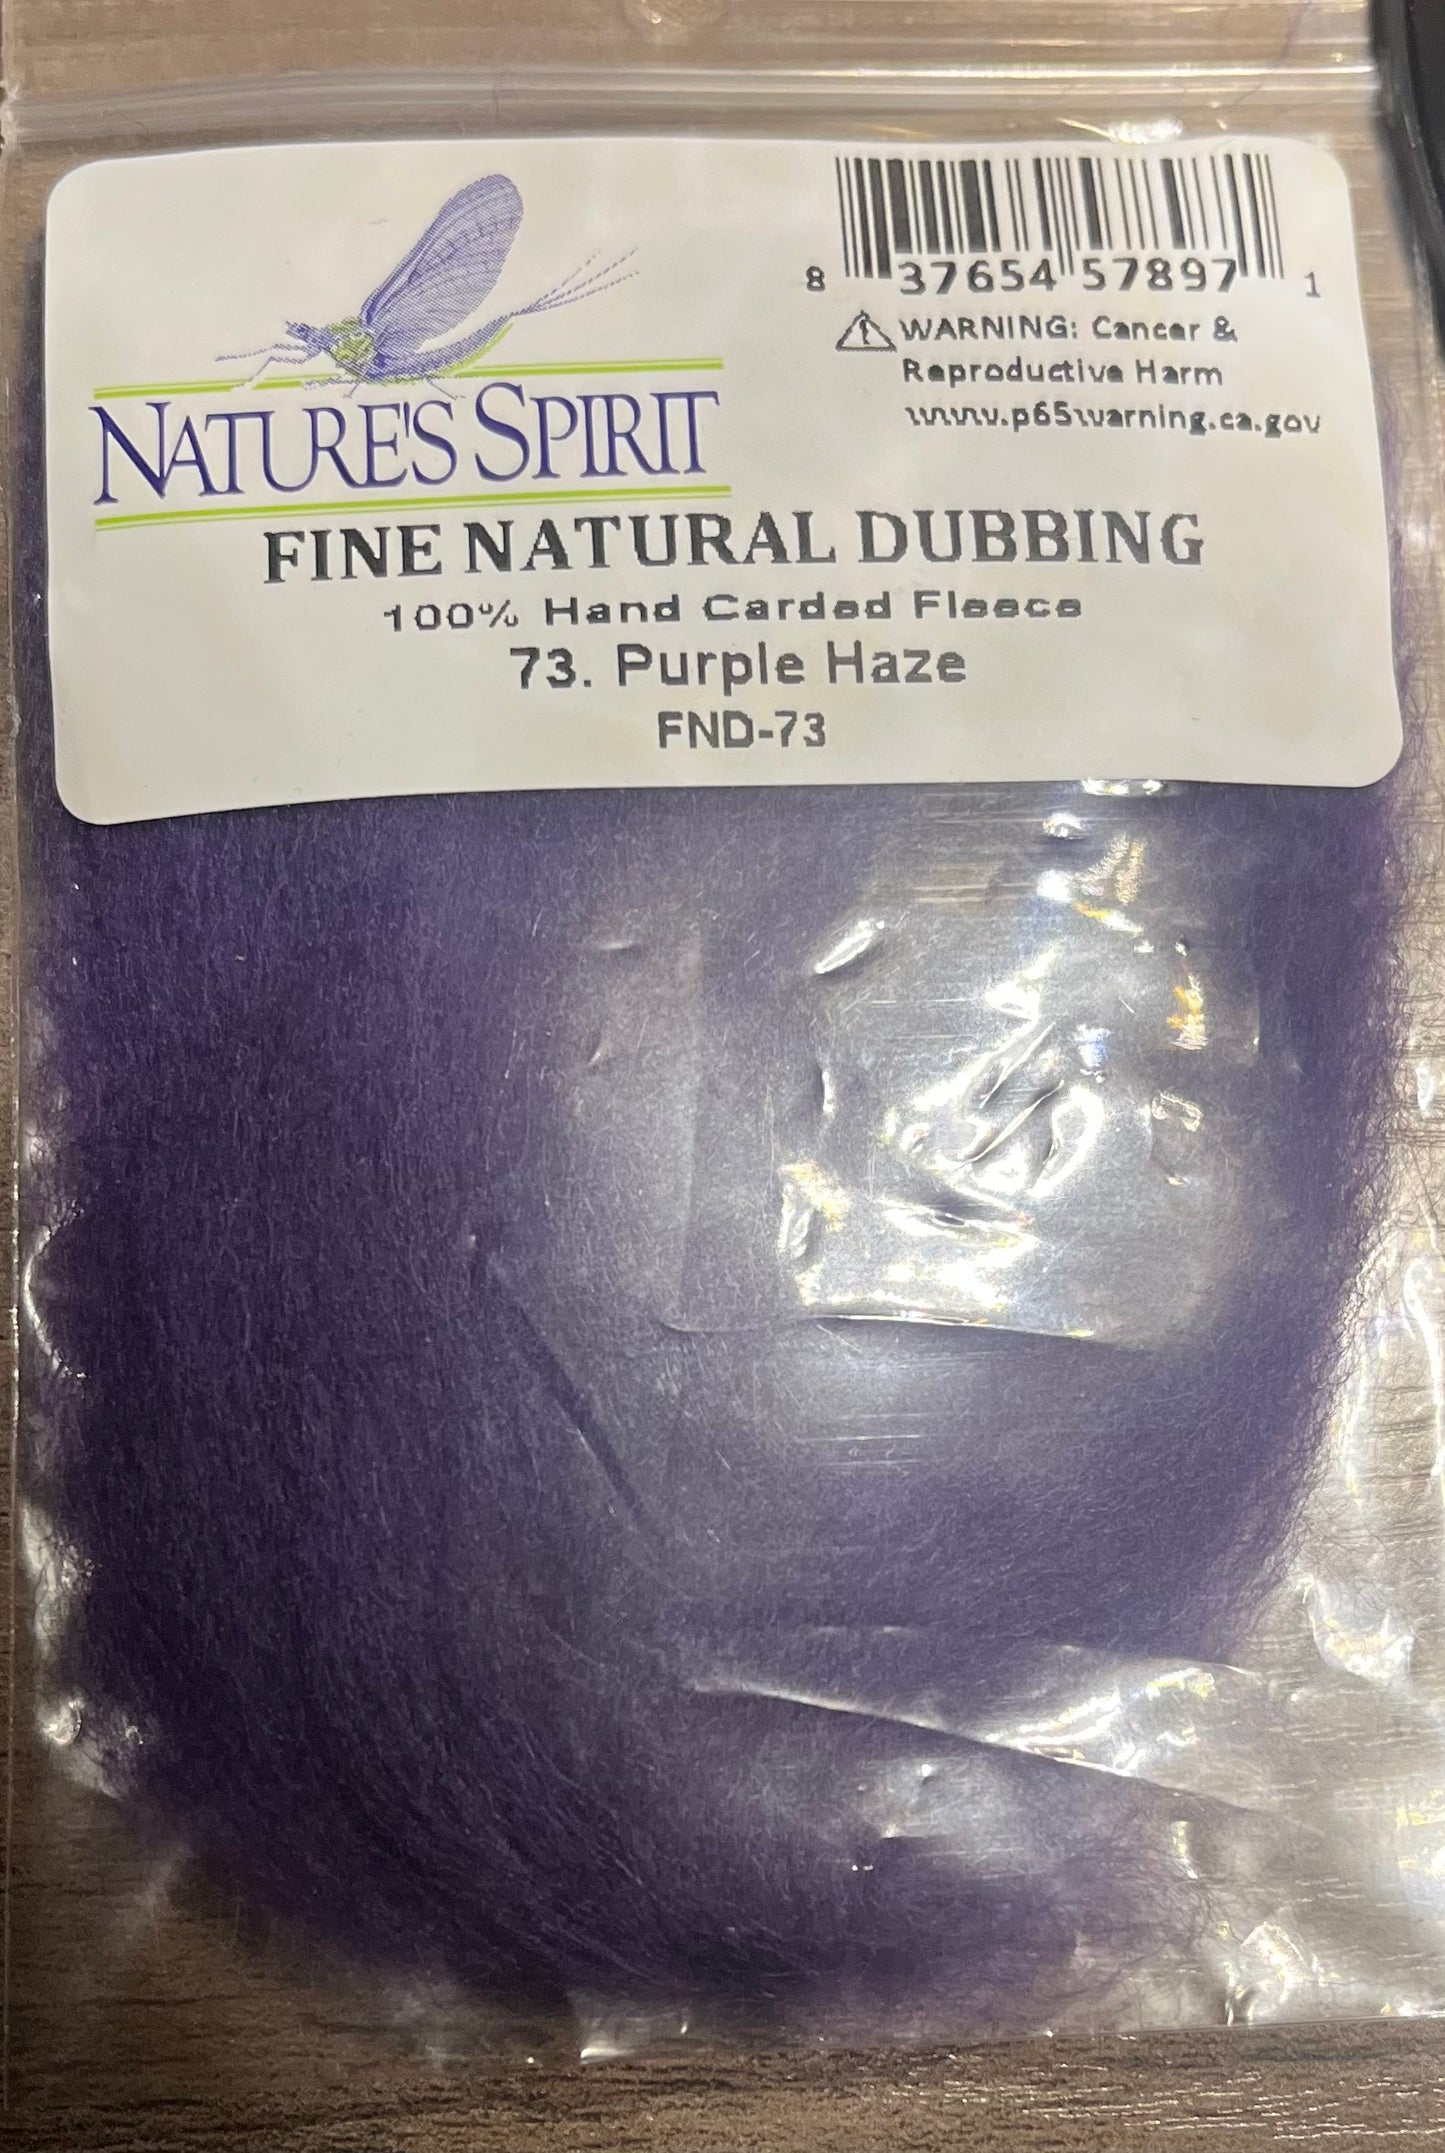 8 37654 57897 1
WARNING: Cancer &
Reproductive Harm
www.p65warning.ca.gov
NATURE'S SPIRIT
FINE NATURAL DUBBING
100% Hand Carded Fleece
73. Purple Haze
FND-73